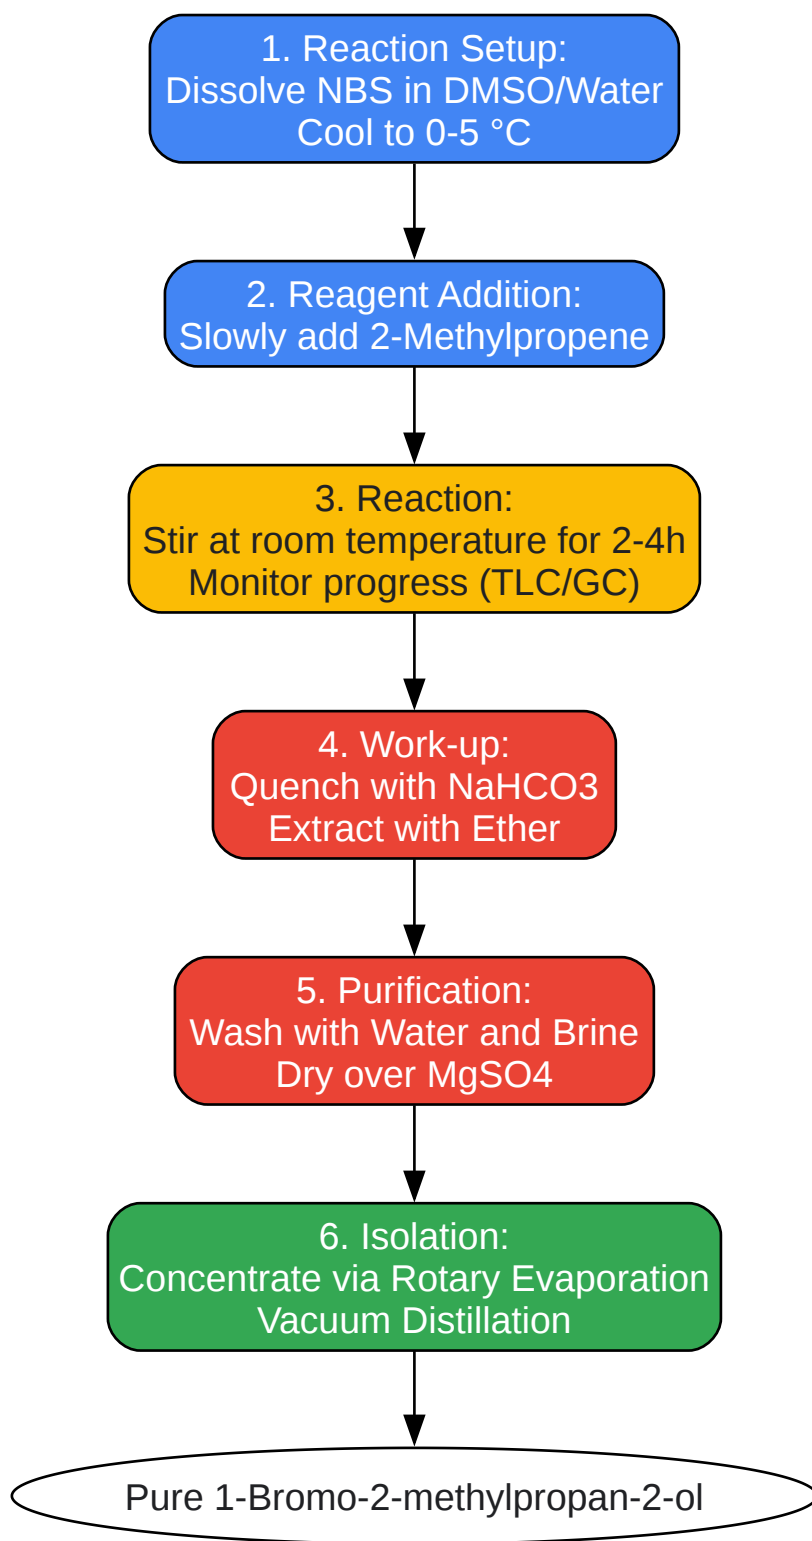 1. Reaction Setup:
Dissolve NBS in DMSO/Water
Cool to 0-5 °C
2. Reagent Addition:
Slowly add 2-Methylpropene
3. Reaction:
Stir at room temperature for 2-4h
Monitor progress (TLC/GC)
4. Work-up:
Quench with NaHCO3
Extract with Ether
5. Purification:
Wash with Water and Brine
Dry over MgSO4
6. Isolation:
Concentrate via Rotary Evaporation
Vacuum Distillation
Pure 1-Bromo-2-methylpropan-2-ol